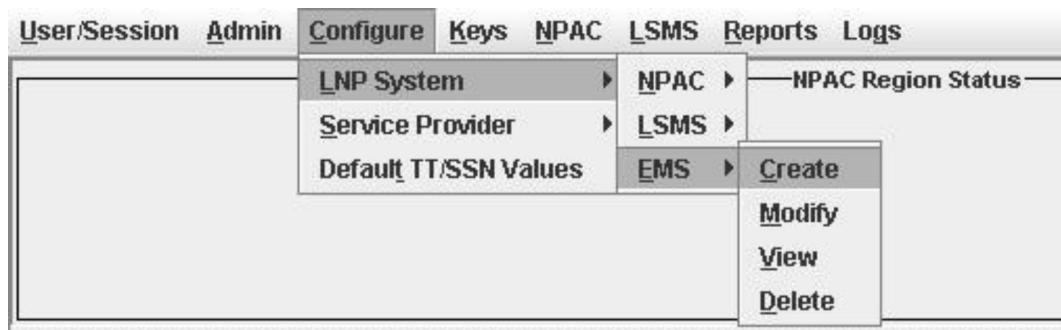 User/Session Admin Configure Keys NPAC LSMS Reports Logs
LNP System NPAC NPAC Region Status
Service Provider LSMS
Default TT/SSN Values EMS Create
Modify
View
Delete